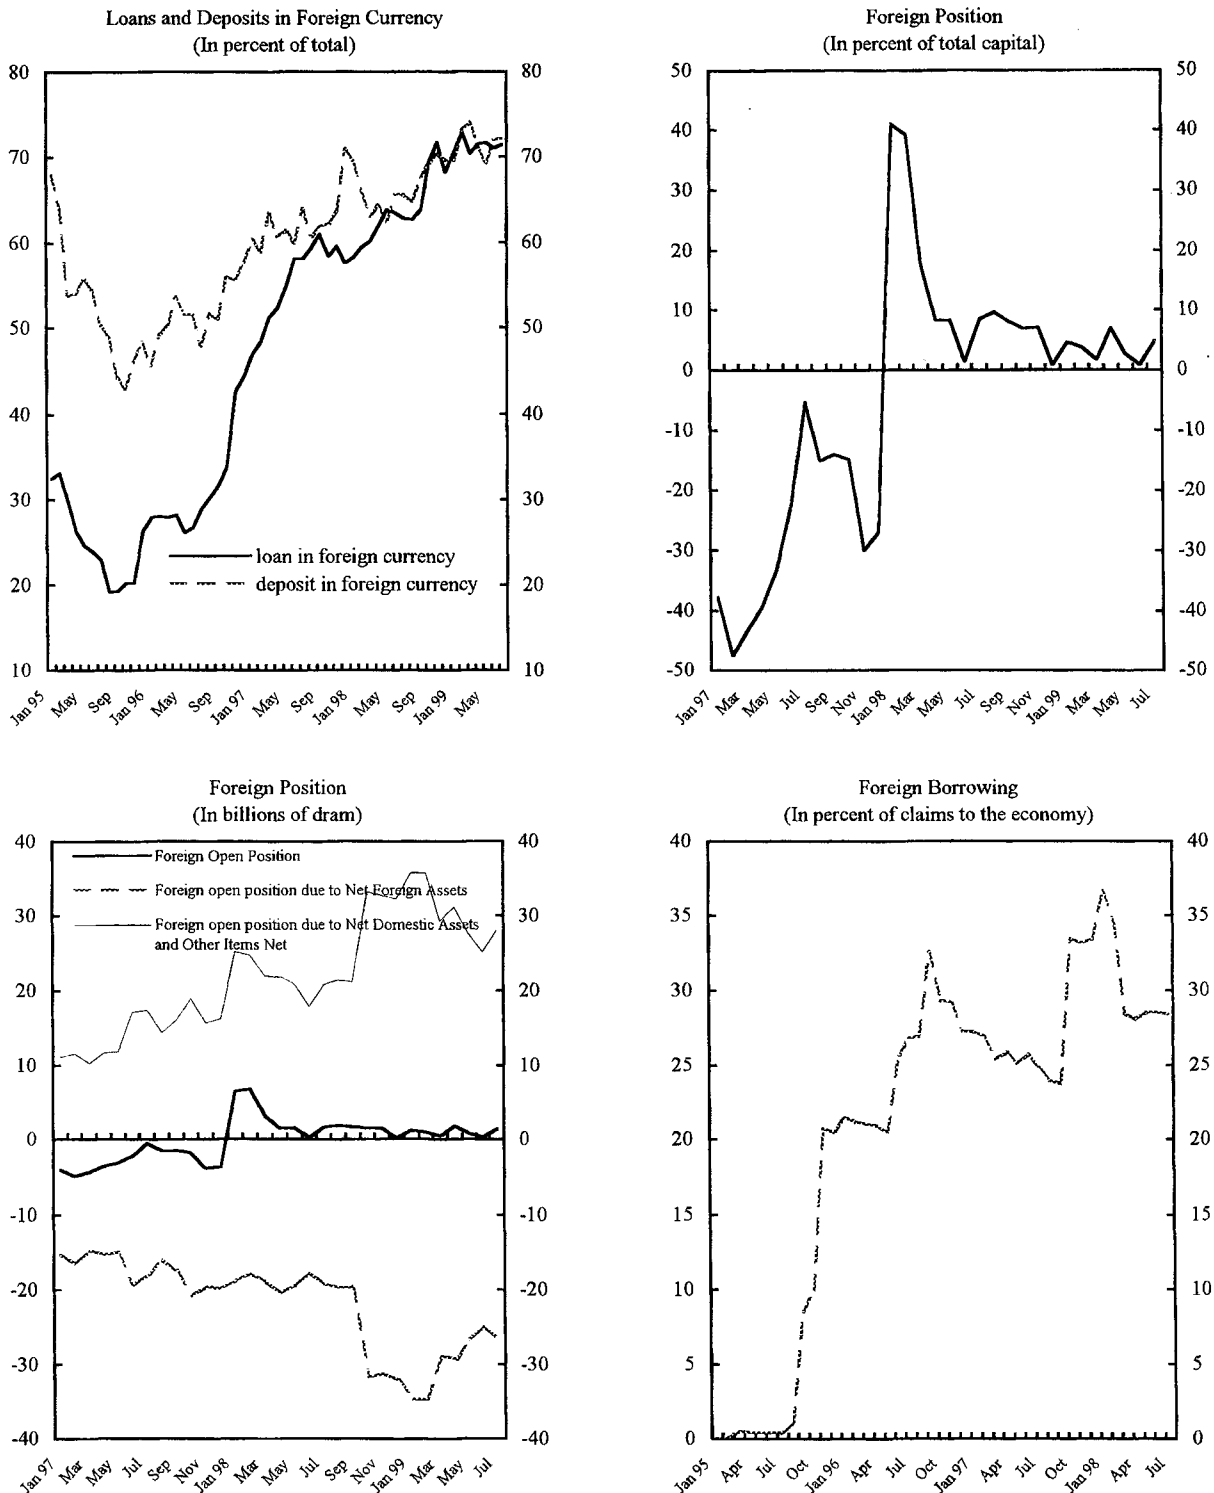 Loans and Deposits in Foreign Currency
(In percent of total)
80
80
70
70
60
60
50
50
40
40
30
30
20
20
10
10
loan in foreign currency
deposit in foreign currency
Jan 95
May
Sep
Jan 96
May
Sep
Jan 97
May
Sep
Jan 98
May
Sep
Jan 99
May
Foreign Position
(In percent of total capital)
50
50
40
40
30
30
20
20
10
10
0
0
-10
-10
-20
-20
-30
-30
-40
-40
-50
-50
Jan 97
Mar
May
Jul
Sep
Nov
Jan 98
Mar
May
Jul
Sep
Nov
Jan 99
Mar
May
Jul
Foreign Position
(In billions of dram)
40
40
Foreign Open Position
Foreign open position due to Net Foreign Assets
30
30
Foreign open position due to Net Domestic Assets
and Other Items Net
20
20
10
10
0
0
-10
-10
-20
-20
-30
-30
-40
-40
Jan 97
Mar
May
Jul
Sep
Nov
Jan 98
Mar
May
Jul
Sep
Nov
Jan 99
Mar
May
Jul
Foreign Borrowing
(In percent of claims to the economy)
40
40
35
35
30
30
25
25
20
20
15
15
10
10
5
5
0
0
Jan 95
Apr
Jul
Oct
Jan 96
Apr
Jul
Oct
Jan 97
Apr
Jul
Oct
Jan 98
Apr
Jul